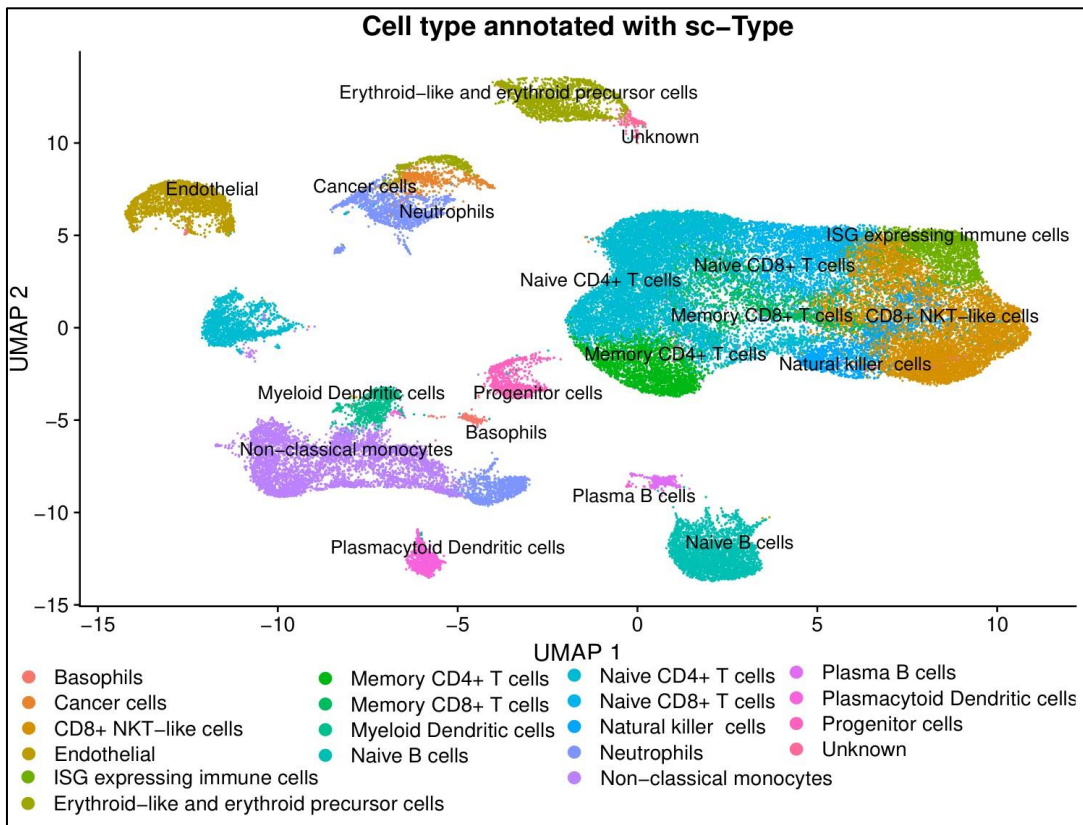 Cell type annotated with sc-Type
Erythroid-like and erythroid precursor cells
Unknown
10
Endothelial
Cancer cells
Neutrophils
5
ISG expressing immune cells
Naive CD8+ T cells
Naive CD4+ T cells
UMAP 2
0
Memory CD8+ T cells
CD8+ NKT-like cells
Memory CD4+ T cells
Natural killer  cells
Myeloid Dendritic cells
Progenitor cells
-5
Basophils
Non-classical monocytes
Plasma B cells
-10
Plasmacytoid Dendritic cells
Naive B cells
-15
-15 -10 -5 0 5 10
UMAP 1
Basophils
Cancer cells
CD8+ NKT-like cells
Endothelial
ISG expressing immune cells
Erythroid-like and erythroid precursor cells
Memory CD4+ T cells
Memory CD8+ T cells
Myeloid Dendritic cells
Naive B cells
Naive CD4+ T cells
Naive CD8+ T cells
Natural killer  cells
Neutrophils
Non-classical monocytes
Plasma B cells
Plasmacytoid Dendritic cells
Progenitor cells
Unknown